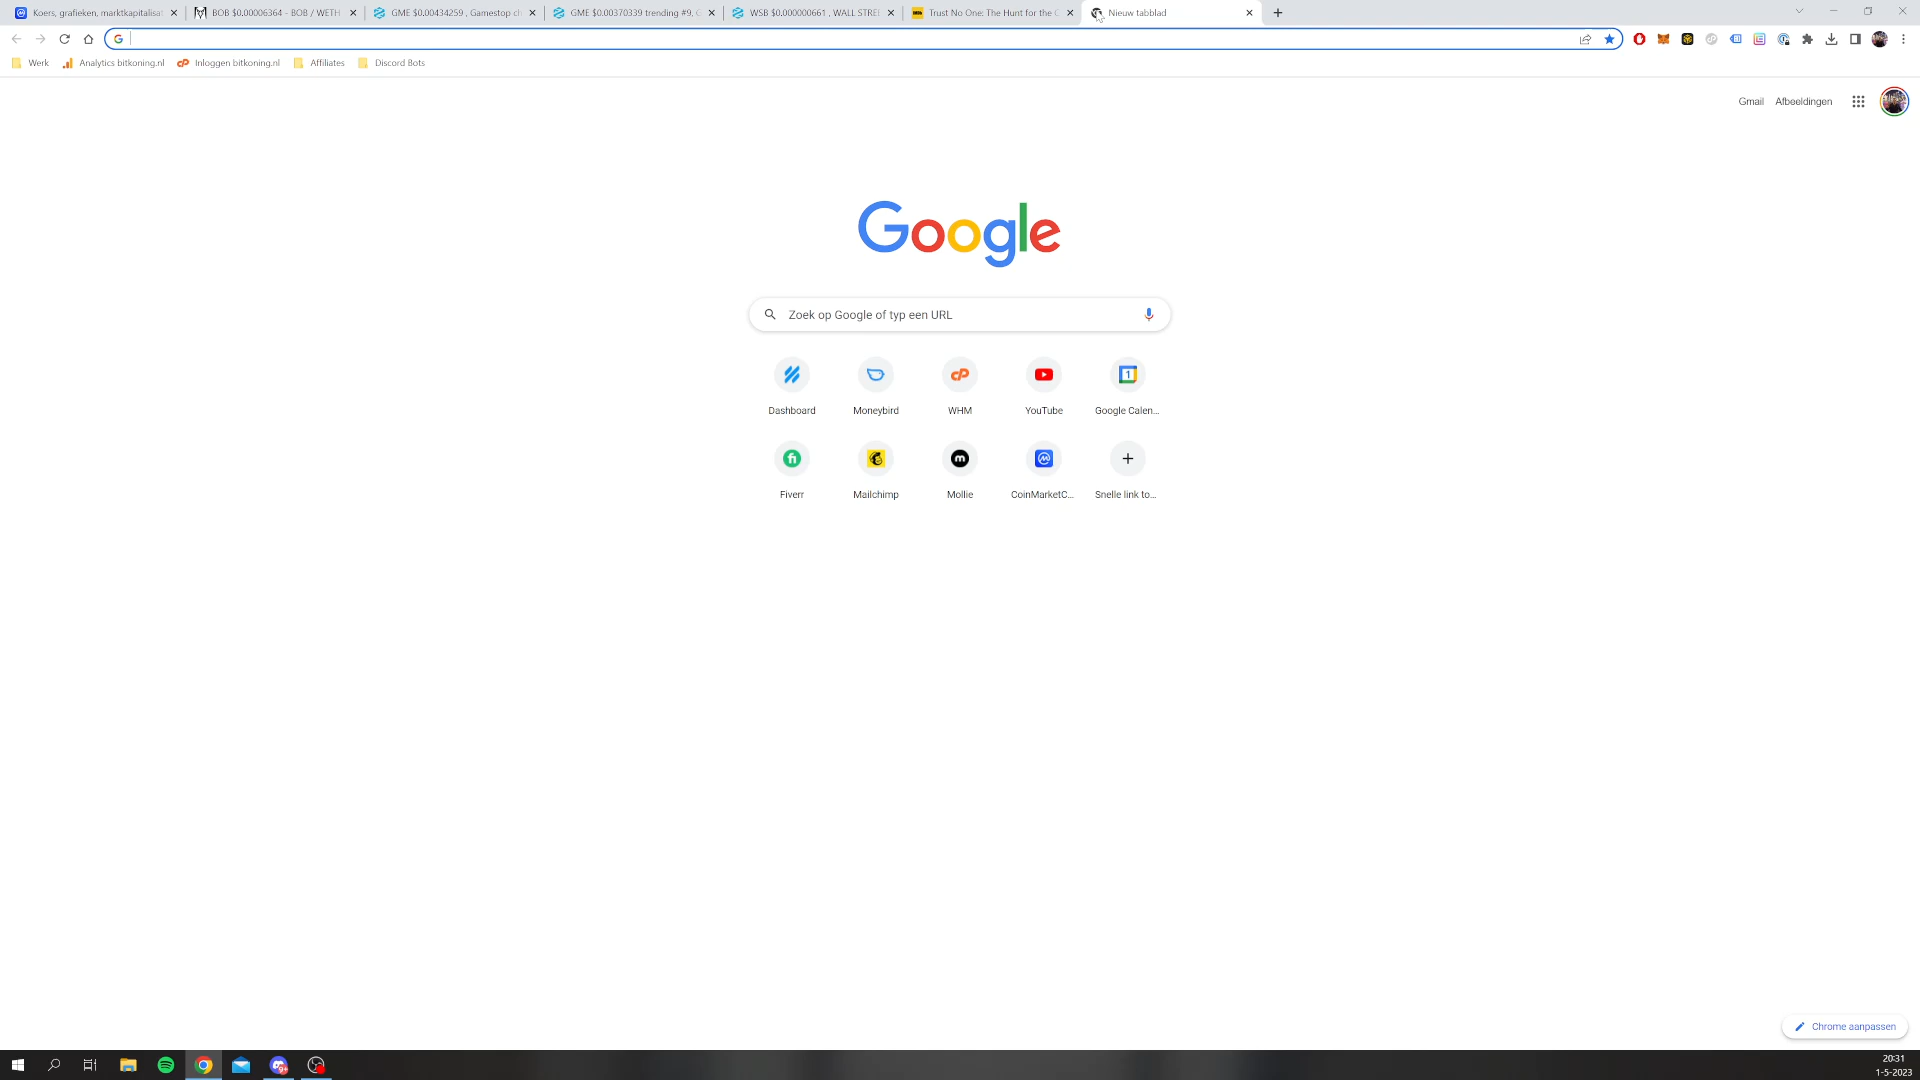 Koers, grafieken, marktkapitalisat
BOB $0.00006364 - BOB / WETH
GME $0.00434259 , Gamestop ch
GME $0.00370339 trending #9, G
WSB $0.000000661 , WALL STREE
Trust No One: The Hunt for the C
Nieuw tabblad
Werk
Analytics bitkoning.nl
Inloggen bitkoning.nl
Affiliates
Discord Bots
Gmail
Afbeeldingen
Google
Zoek op Google of typ een URL
Dashboard
Moneybird
WHM
YouTube
Google Calen...
Fiverr
Mailchimp
Mollie
CoinMarketC...
Snelle link to...
Chrome aanpassen
20:31
1-5-2023